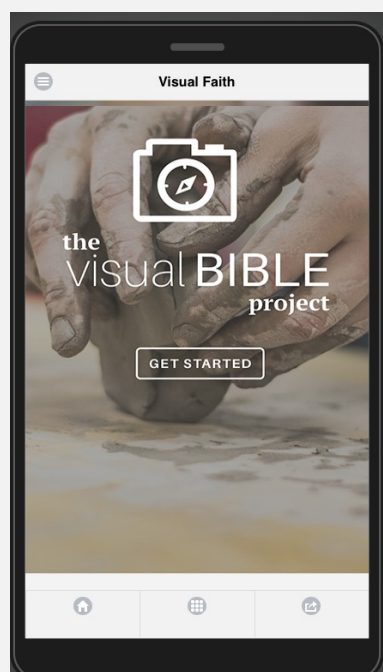 Visual Faith
the
visual BIBLE
project
GET STARTED